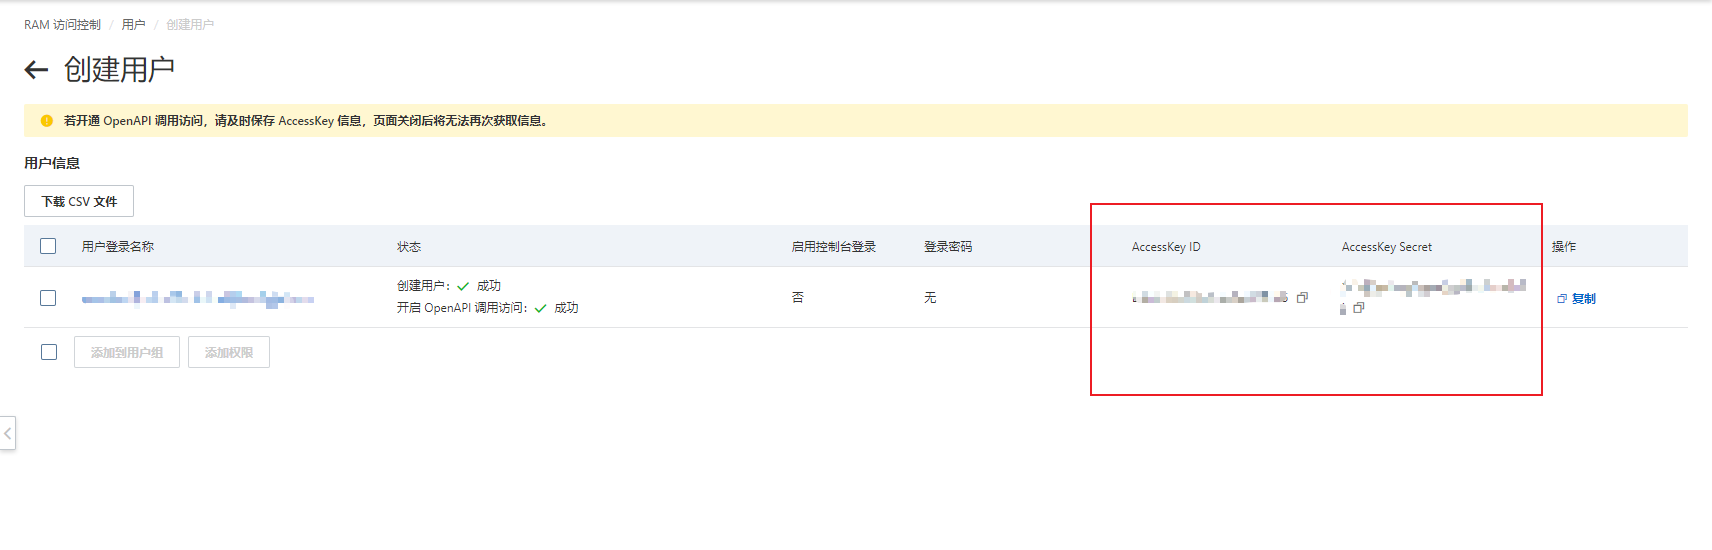 RAM 访问控制 / 用户 / 创建用户
创建用户
若开通 OpenAPI 调用访问，请及时保存 AccessKey 信息，页面关闭后将无法再次获取信息。
用户信息
下载 CSV 文件
用户登录名称 状态 启用控制台登录 登录密码 AccessKey ID AccessKey Secret 操作
创建用户： 成功
开启 OpenAPI 调用访问： 成功
否 无 复制
添加到用户组 添加权限